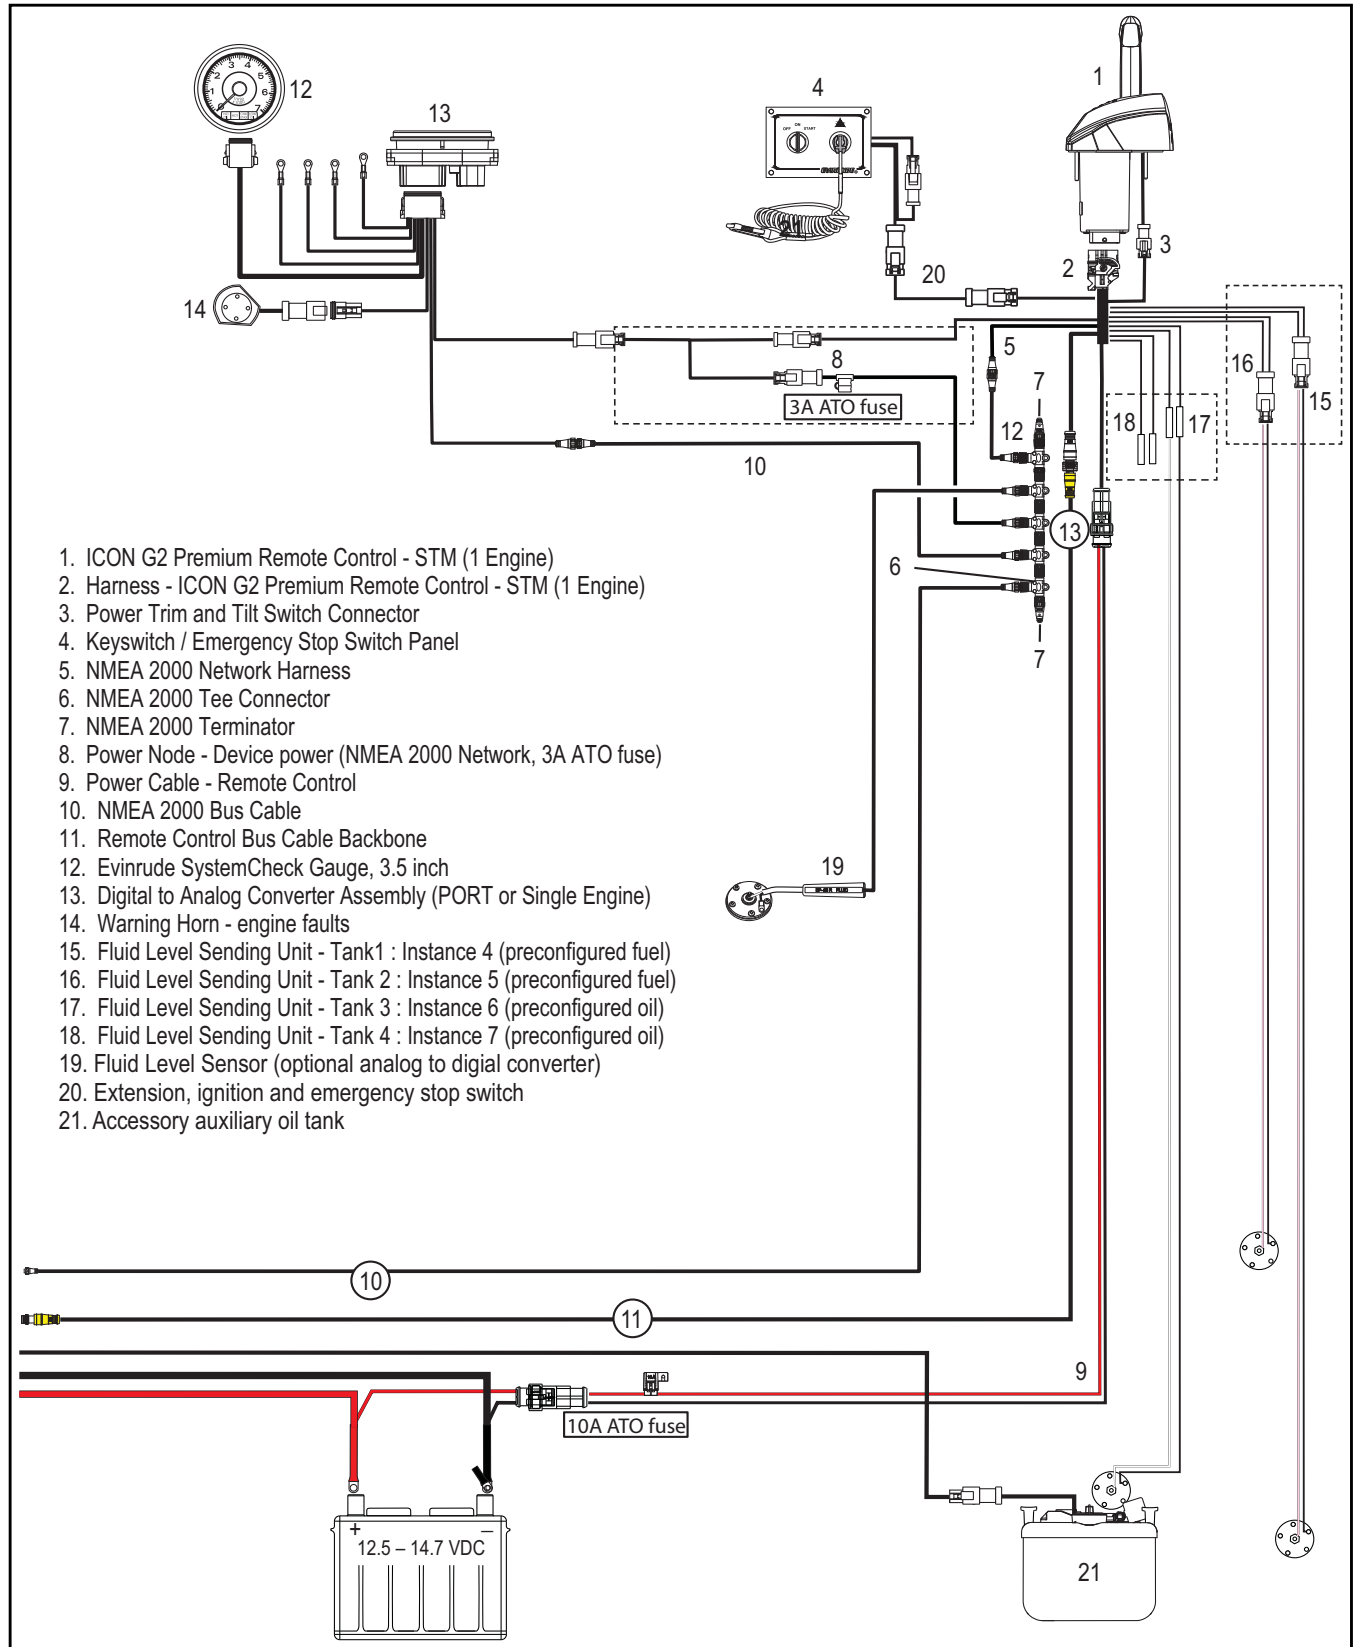 12
13
4
1
OFF
ON
START
0
1
2
3
4
5
6
7
3
2
20
14
5
8
3A ATO fuse
7
12
16
15
18
17
10
13
6
7
1. ICON G2 Premium Remote Control - STM (1 Engine)
2. Harness - ICON G2 Premium Remote Control - STM (1 Engine)
3. Power Trim and Tilt Switch Connector
4. Keyswitch / Emergency Stop Switch Panel
5. NMEA 2000 Network Harness
6. NMEA 2000 Tee Connector
7. NMEA 2000 Terminator
8. Power Node - Device power (NMEA 2000 Network, 3A ATO fuse)
9. Power Cable - Remote Control
10. NMEA 2000 Bus Cable
11. Remote Control Bus Cable Backbone
12. Evinrude SystemCheck Gauge, 3.5 inch
13. Digital to Analog Converter Assembly (PORT or Single Engine)
14. Warning Horn - engine faults
15. Fluid Level Sending Unit - Tank1 : Instance 4 (preconfigured fuel)
16. Fluid Level Sending Unit - Tank 2 : Instance 5 (preconfigured fuel)
17. Fluid Level Sending Unit - Tank 3 : Instance 6 (preconfigured oil)
18. Fluid Level Sending Unit - Tank 4 : Instance 7 (preconfigured oil)
19. Fluid Level Sensor (optional analog to digial converter)
20. Extension, ignition and emergency stop switch
21. Accessory auxiliary oil tank
19
10
11
9
10A ATO fuse
+
–
12.5 – 14.7 VDC
21